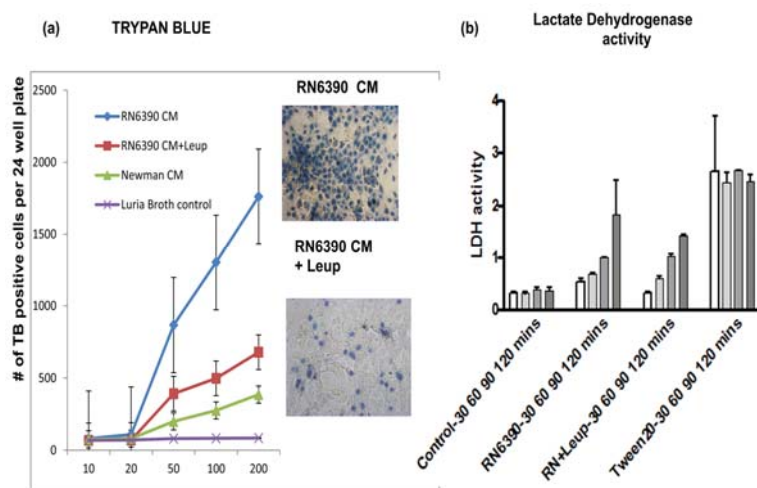 (a) TRYPAN BLUE
2500
2000
1500
1000
500
0
# of TB positive cells per 24 well plate
RN6390 CM
RN6390 CM+Leup
Newman CM
Luria Broth control
10 20 50 100 200
RN6390 CM
RN6390 CM
+ Leup
(b) Lactate Dehydrogenase
activity
4
3
2
1
0
LDH activity
Control-30 60 90 120 mins
RN6390-30 60 90 120 mins
RN+Leup-30 60 90 120 mins
Tween20-30 60 90 120 mins